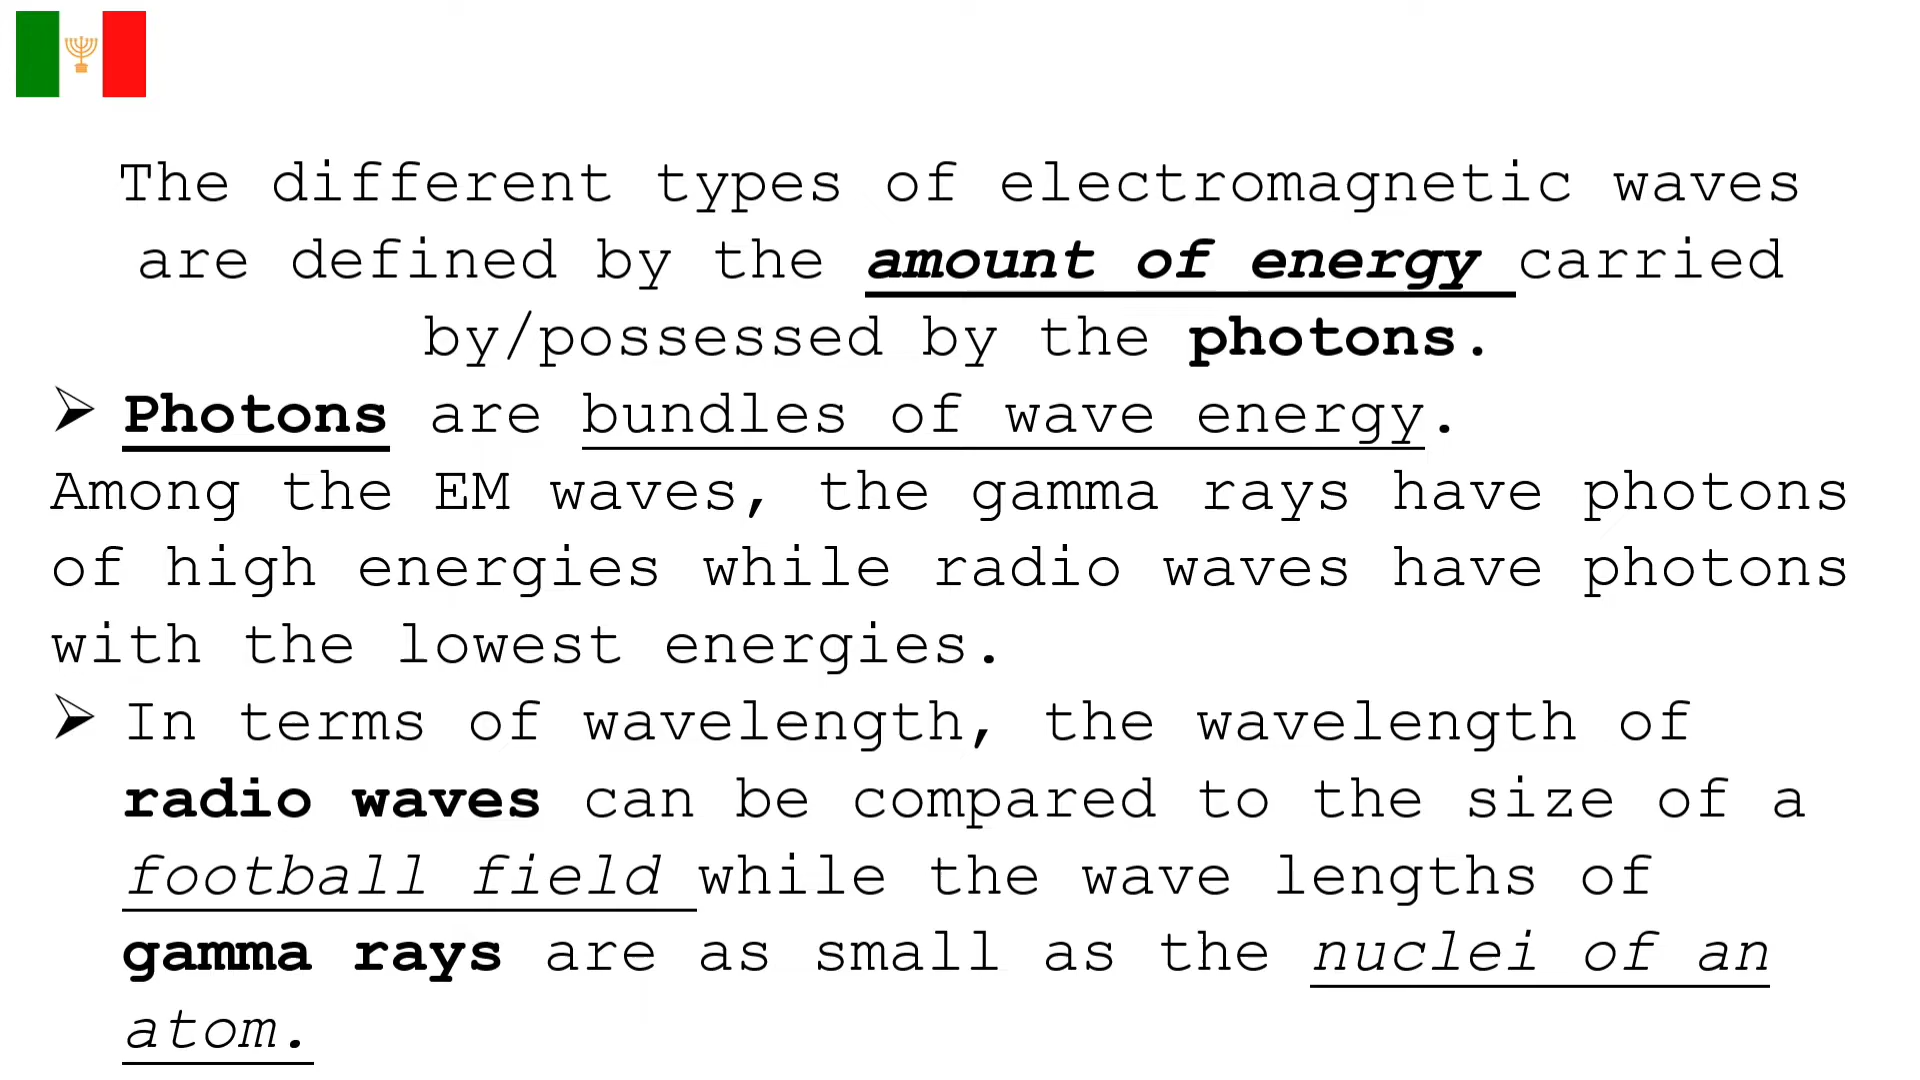 The different types of electromagnetic waves
are defined by the amount of energy carried
by/possessed by the photons.
➢ Photons are bundles of wave energy.
Among the EM waves, the gamma rays have photons
of high energies while radio waves have photons
with the lowest energies.
➢ In terms of wavelength, the wavelength of
radio waves can be compared to the size of a
football field while the wave lengths of
gamma rays are as small as the nuclei of an
atom.